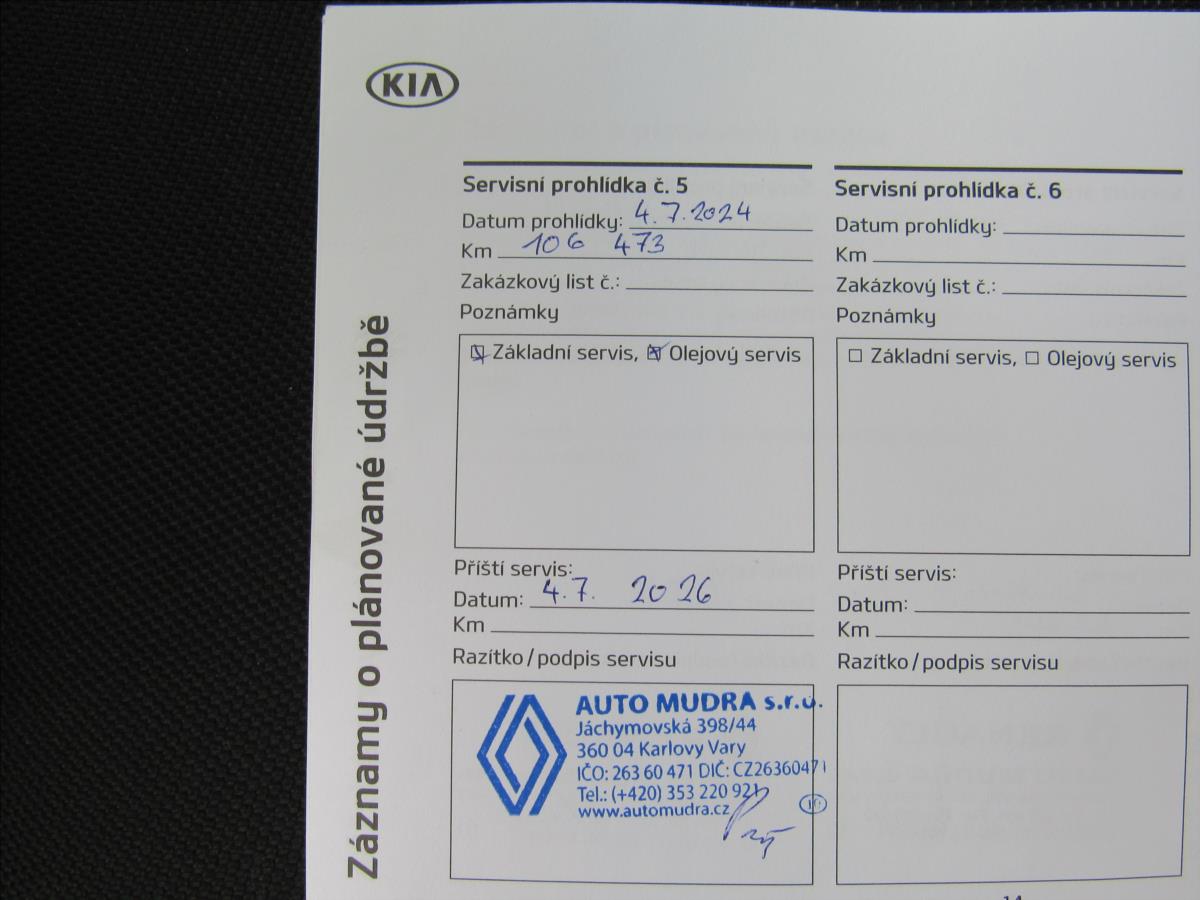 KIA
Záznamy o plánované údržbě
Servisní prohlídka č. 5
Datum prohlídky: 4.7.2024
Km 106 473
Zakázkový list č.:
Poznámky
Základní servis, Olejový servis
Příští servis:
Datum: 4.7. 2026
Km
Razítko/podpis servisu
AUTO MUDRA s.r.o.
Jáchymovská 398/44
360 04 Karlovy Vary
IČO: 263 60 471 DIČ: CZ26360471
Tel.: (+420) 353 220 921
www.automudra.cz
Servisní prohlídka č. 6
Datum prohlídky:
Km
Zakázkový list č.:
Poznámky
Základní servis, Olejový servis
Příští servis:
Datum:
Km
Razítko/podpis servisu